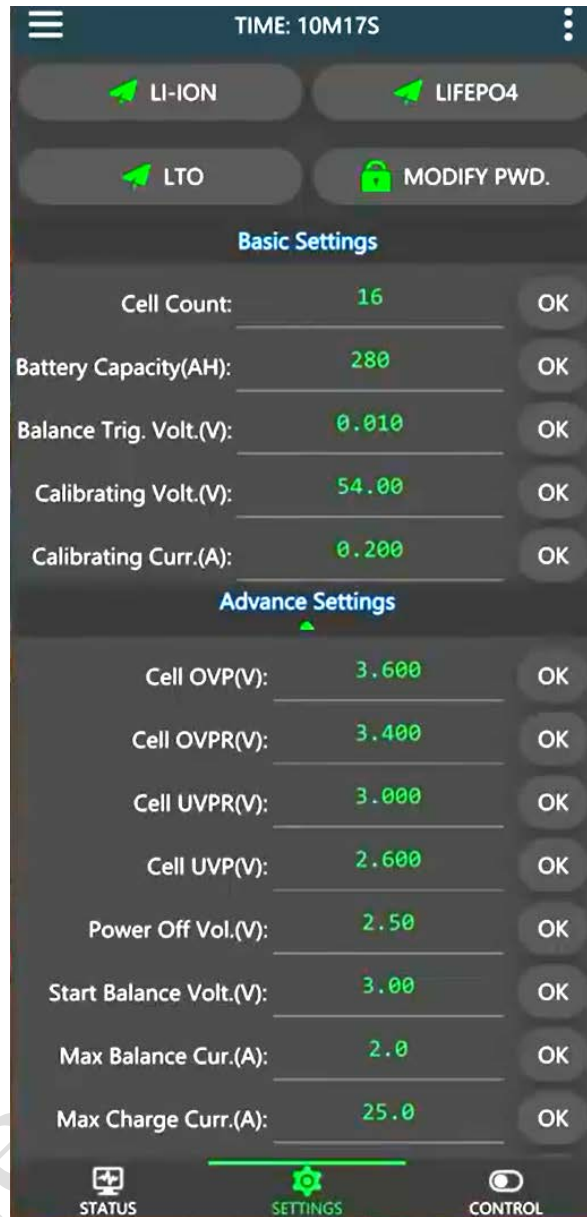 TIME: 10M17S
LI-ION
LIFEPO4
LTO
MODIFY PWD.
Basic Settings
Cell Count: 16 OK
Battery Capacity(AH): 280 OK
Balance Trig. Volt.(V): 0.010 OK
Calibrating Volt.(V): 54.00 OK
Calibrating Curr.(A): 0.200 OK
Advance Settings
Cell OVP(V): 3.600 OK
Cell OVPR(V): 3.400 OK
Cell UVPR(V): 3.000 OK
Cell UVP(V): 2.600 OK
Power Off Vol.(V): 2.50 OK
Start Balance Volt.(V): 3.00 OK
Max Balance Cur.(A): 2.0 OK
Max Charge Curr.(A): 25.0 OK
STATUS SETTINGS CONTROL